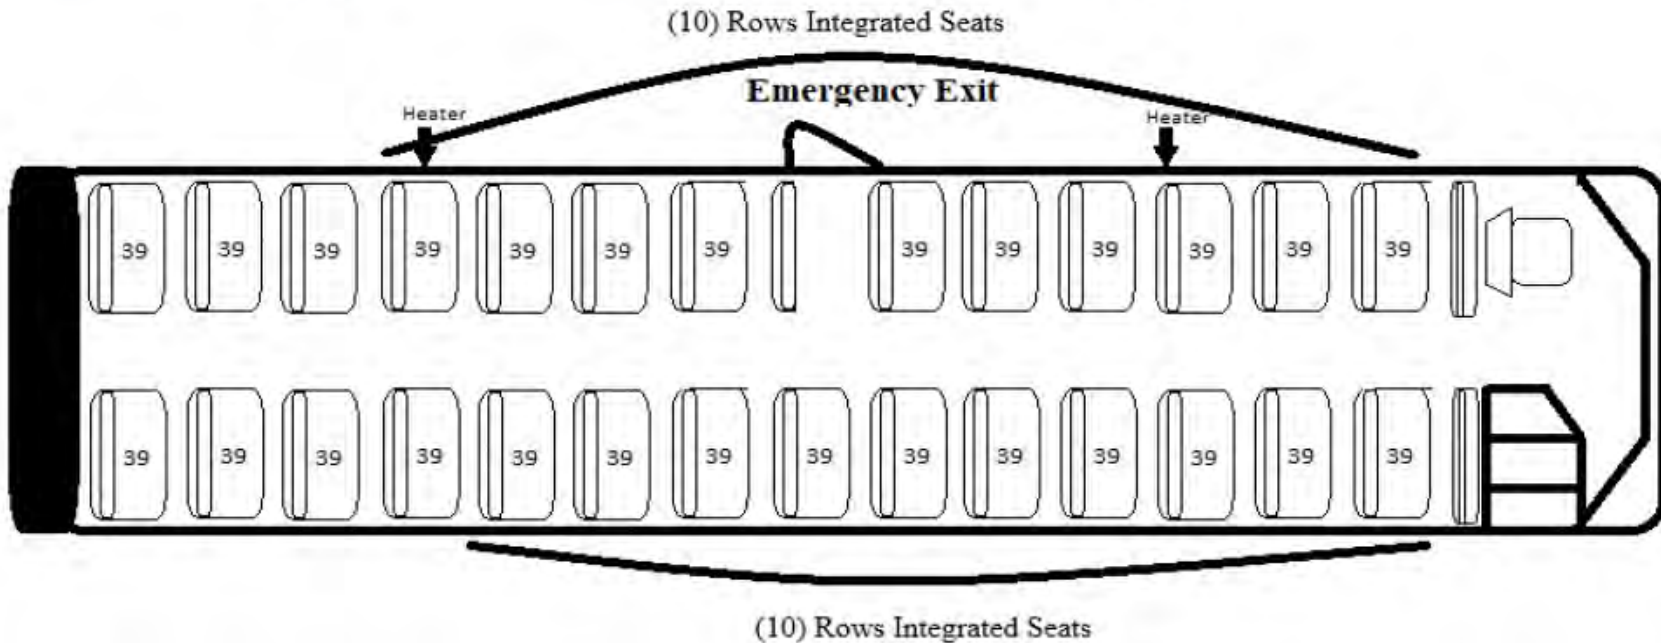 (10) Rows Integrated Seats
Emergency Exit
Heater Heater
39 39 39 39 39 39 39 39 39 39 39 39 39
39 39 39 39 39 39 39 39 39 39 39 39 39 39
(10) Rows Integrated Seats